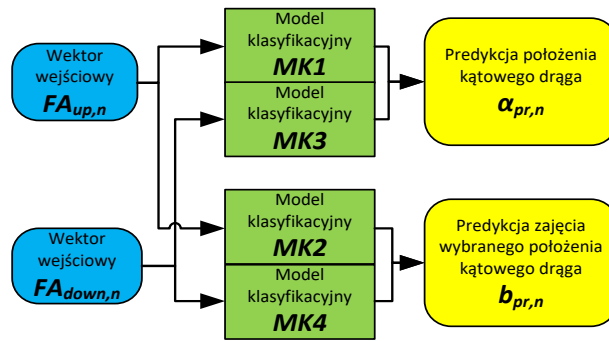 Wektor
wejściowy
FAup,n
Model
klasyfikacyjny
MK1
Model
klasyfikacyjny
MK3
Predykcja położenia
kątowego drąga
αpr,n
Wektor
wejściowy
FAdown,n
Model
klasyfikacyjny
MK2
Model
klasyfikacyjny
MK4
Predykcja zajęcia
wybranego położenia
kątowego drąga
bpr,n